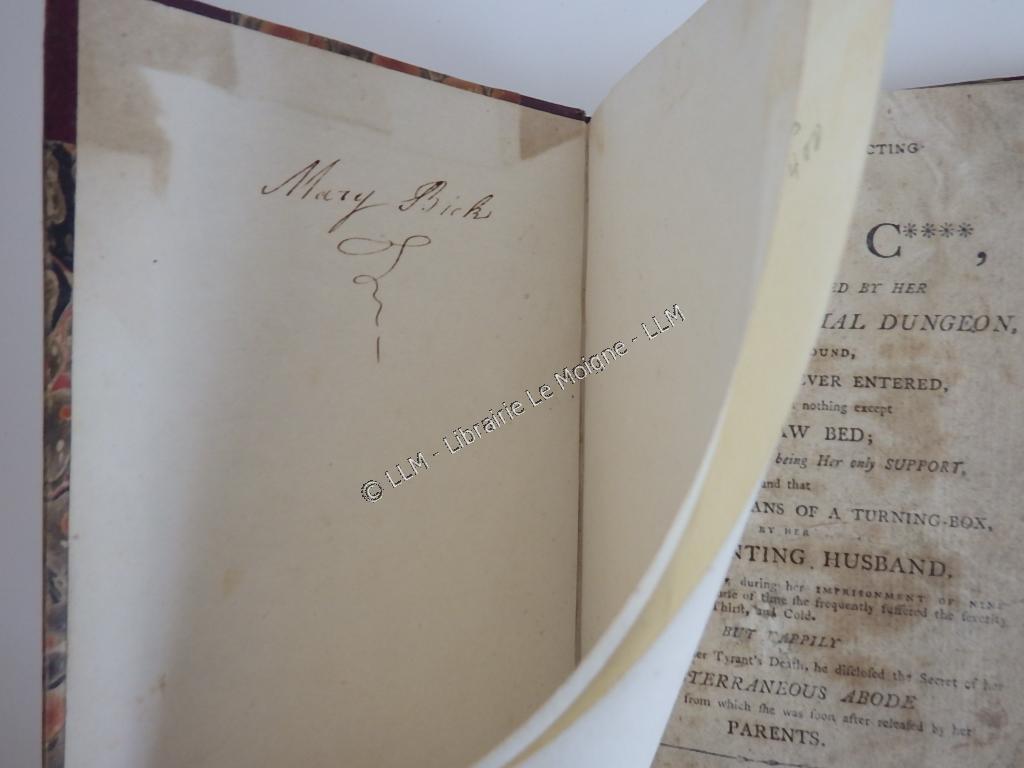 Mary Bick
© LLM - Librairie Le Moigne - LLM
CTING
C****,
ED BY HER
IAL DUNGEON,
OUND,
EVER ENTERED,
nothing except
AW BED;
being Her only SUPPORT,
and that
ANS OF A TURNING-BOX,
BY HER
NTING HUSBAND,
during her IMPRISONMENT OF NINE
of time ſhe frequently ſuffered the ſeverity
Thirſt, and Cold.
BUT HAPPILY
er Tyrant's Death, he diſcloſed the Secret of her
TERRANEOUS ABODE
from which ſhe was ſoon after releaſed by her
PARENTS.